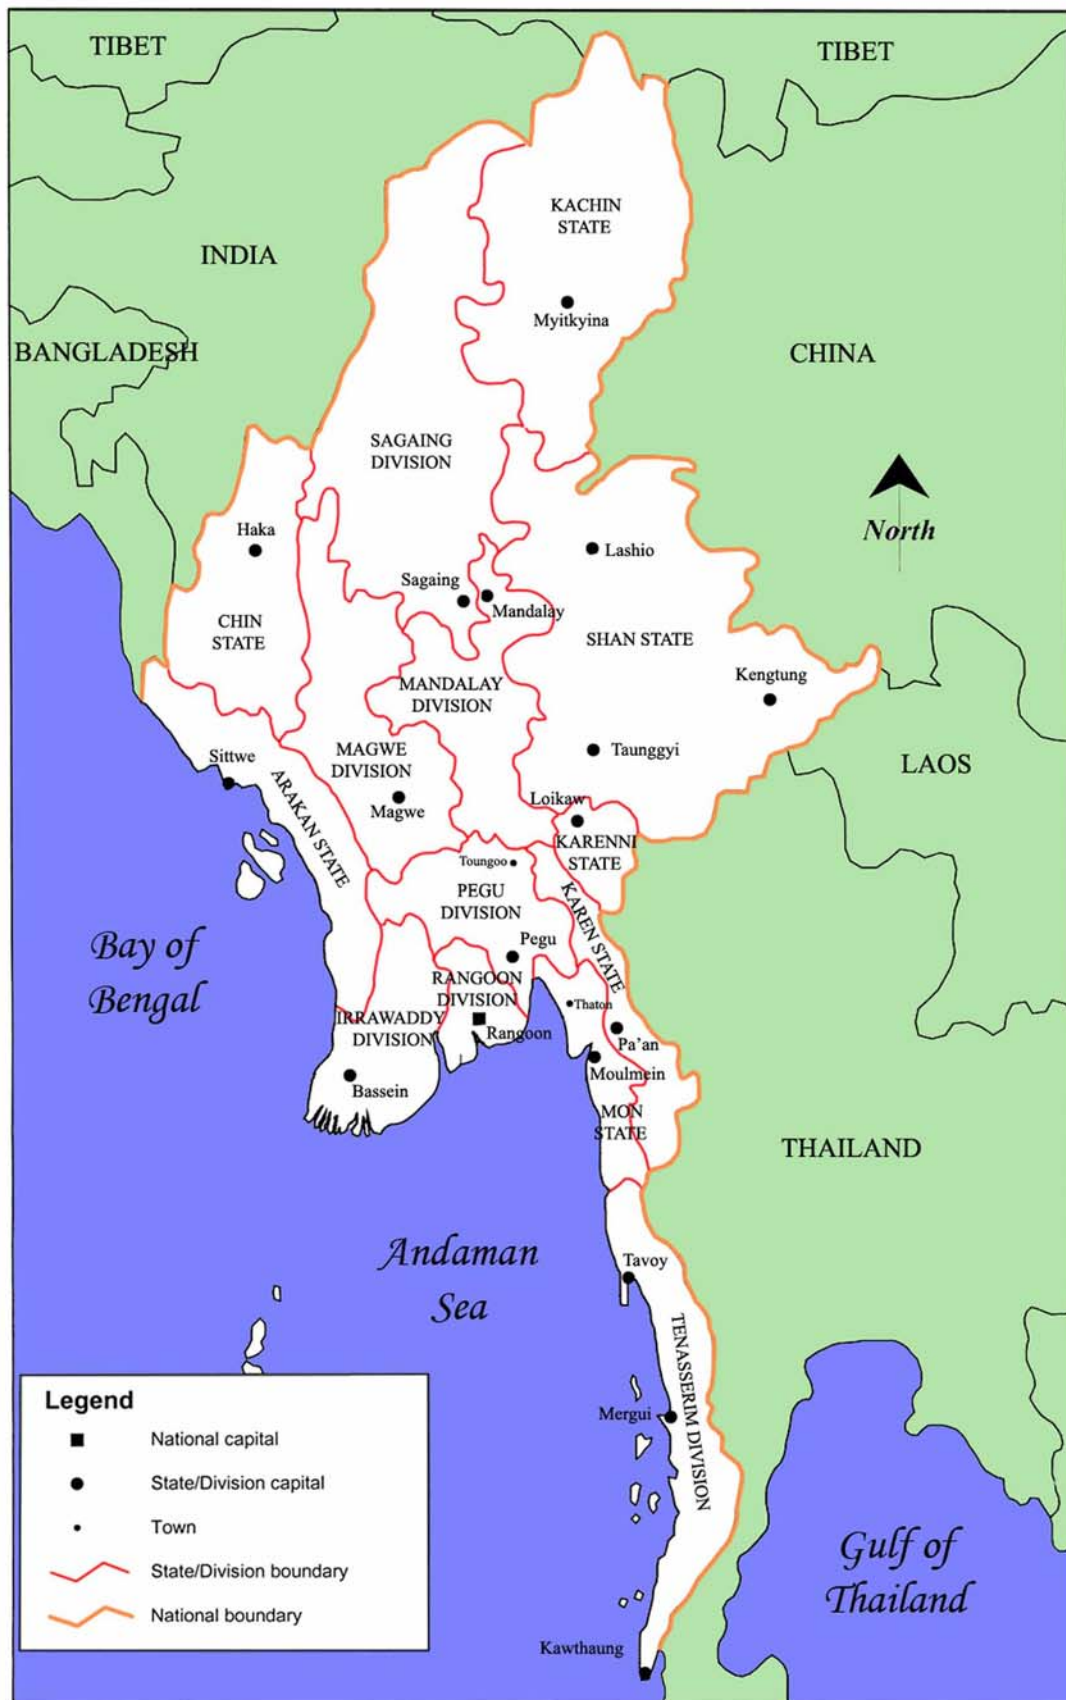 TIBET
TIBET
KACHIN
STATE
INDIA
Myitkyina
BANGLADESH
CHINA
SAGAING
DIVISION
North
Haka
Lashio
Sagaing
Mandalay
CHIN
STATE
SHAN STATE
Kengtung
MANDALAY
DIVISION
Sittwe
MAGWE
DIVISION
Taunggyi
LAOS
ARAKAN STATE
Magwe
Loikaw
KARENNI
STATE
Toungoo
PEGU
DIVISION
KAREN STATE
Bay of
Bengal
Pegu
RANGOON
DIVISION
Thaton
IRRAWADDY
DIVISION
Rangoon
Pa’an
Moulmein
Bassein
MON
STATE
THAILAND
Andaman
Sea
Tavoy
TENASSERIM DIVISION
Mergui
Legend
National capital
State/Division capital
Town
State/Division boundary
National boundary
Gulf of
Thailand
Kawthaung